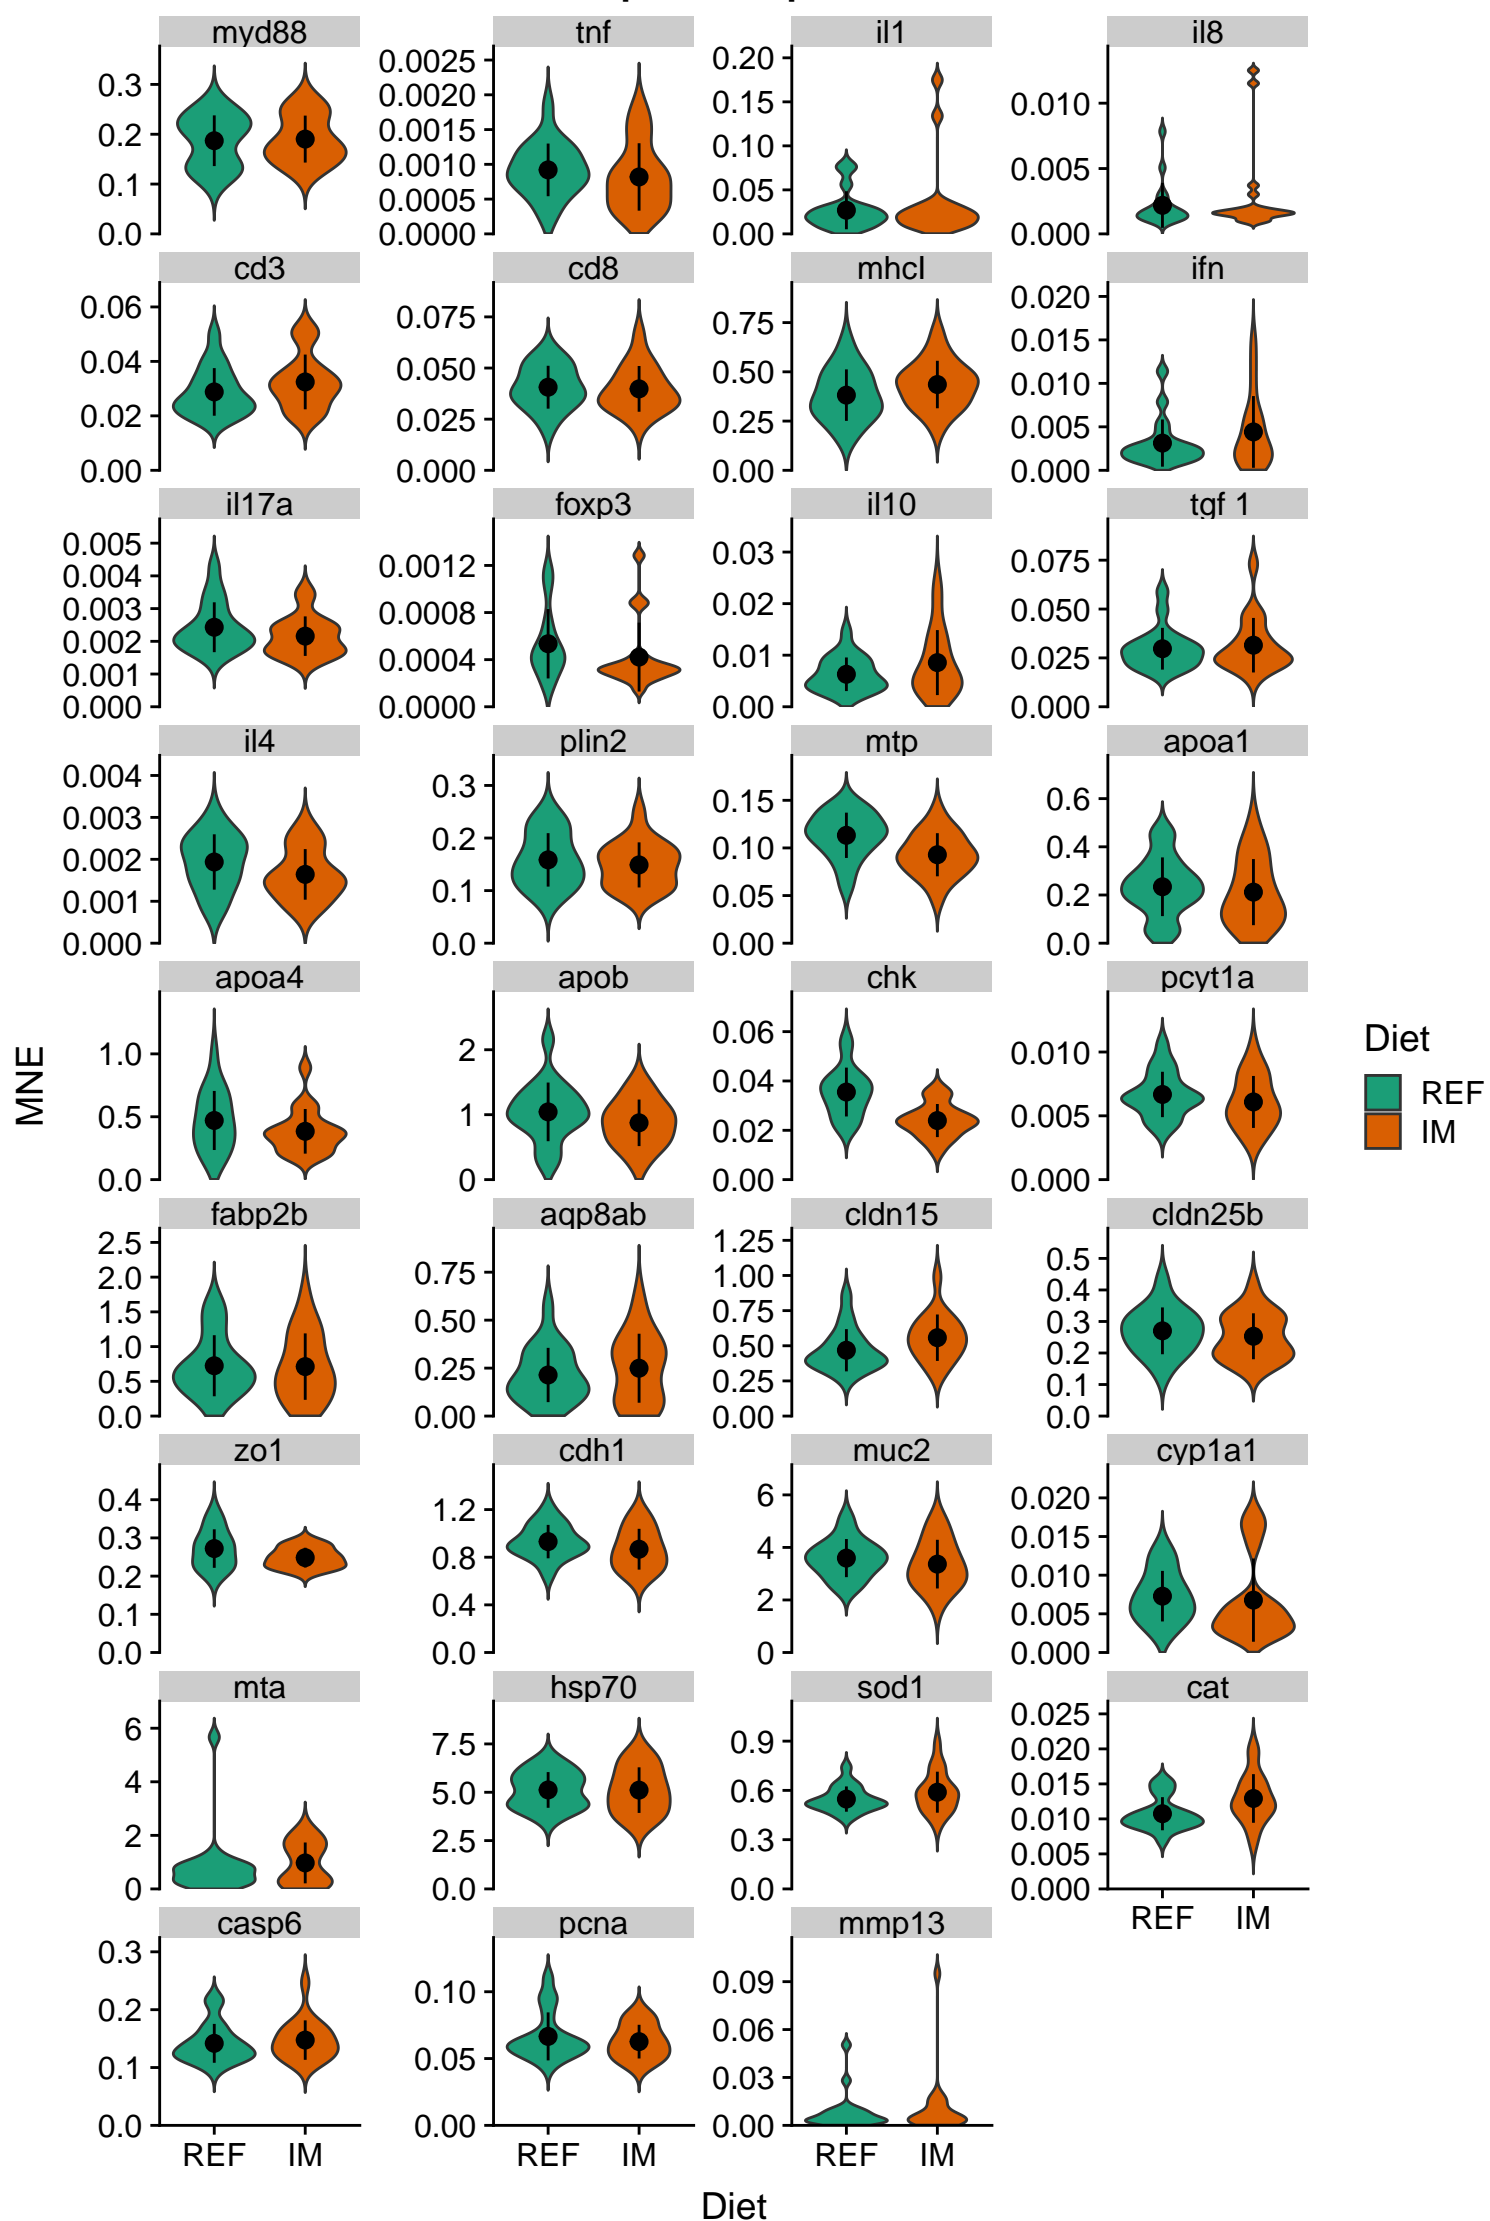 myd88 tnf il1 il8
0.3 0.2 0.1 0.0
0.0025 0.0020 0.0015 0.0010 0.0005 0.0000
0.20 0.15 0.10 0.05 0.00
0.010 0.005 0.000
cd3 cd8 mhcI ifn
0.06 0.04 0.02 0.00
0.075 0.050 0.025 0.000
0.75 0.50 0.25 0.00
0.020 0.015 0.010 0.005 0.000
il17a foxp3 il10 tgf 1
0.005 0.004 0.003 0.002 0.001 0.000
0.0012 0.0008 0.0004 0.0000
0.03 0.02 0.01 0.00
0.075 0.050 0.025 0.000
il4 plin2 mtp apoa1
0.004 0.003 0.002 0.001 0.000
0.3 0.2 0.1 0.0
0.15 0.10 0.05 0.00
0.6 0.4 0.2 0.0
apoa4 apob chk pcyt1a
1.0 0.5 0.0
2 1 0
0.06 0.04 0.02 0.00
0.010 0.005 0.000
fabp2b aqp8ab cldn15 cldn25b
2.5 2.0 1.5 1.0 0.5 0.0
0.75 0.50 0.25 0.00
1.25 1.00 0.75 0.50 0.25 0.00
0.5 0.4 0.3 0.2 0.1 0.0
zo1 cdh1 muc2 cyp1a1
0.4 0.3 0.2 0.1 0.0
1.2 0.8 0.4 0.0
6 4 2 0
0.020 0.015 0.010 0.005 0.000
mta hsp70 sod1 cat
6 4 2 0
7.5 5.0 2.5 0.0
0.9 0.6 0.3 0.0
0.025 0.020 0.015 0.010 0.005 0.000
REF IM
casp6 pcna mmp13
0.3 0.2 0.1 0.0
0.10 0.05 0.00
0.09 0.06 0.03 0.00
REF IM REF IM REF IM
Diet
MNE
Diet
REF
IM